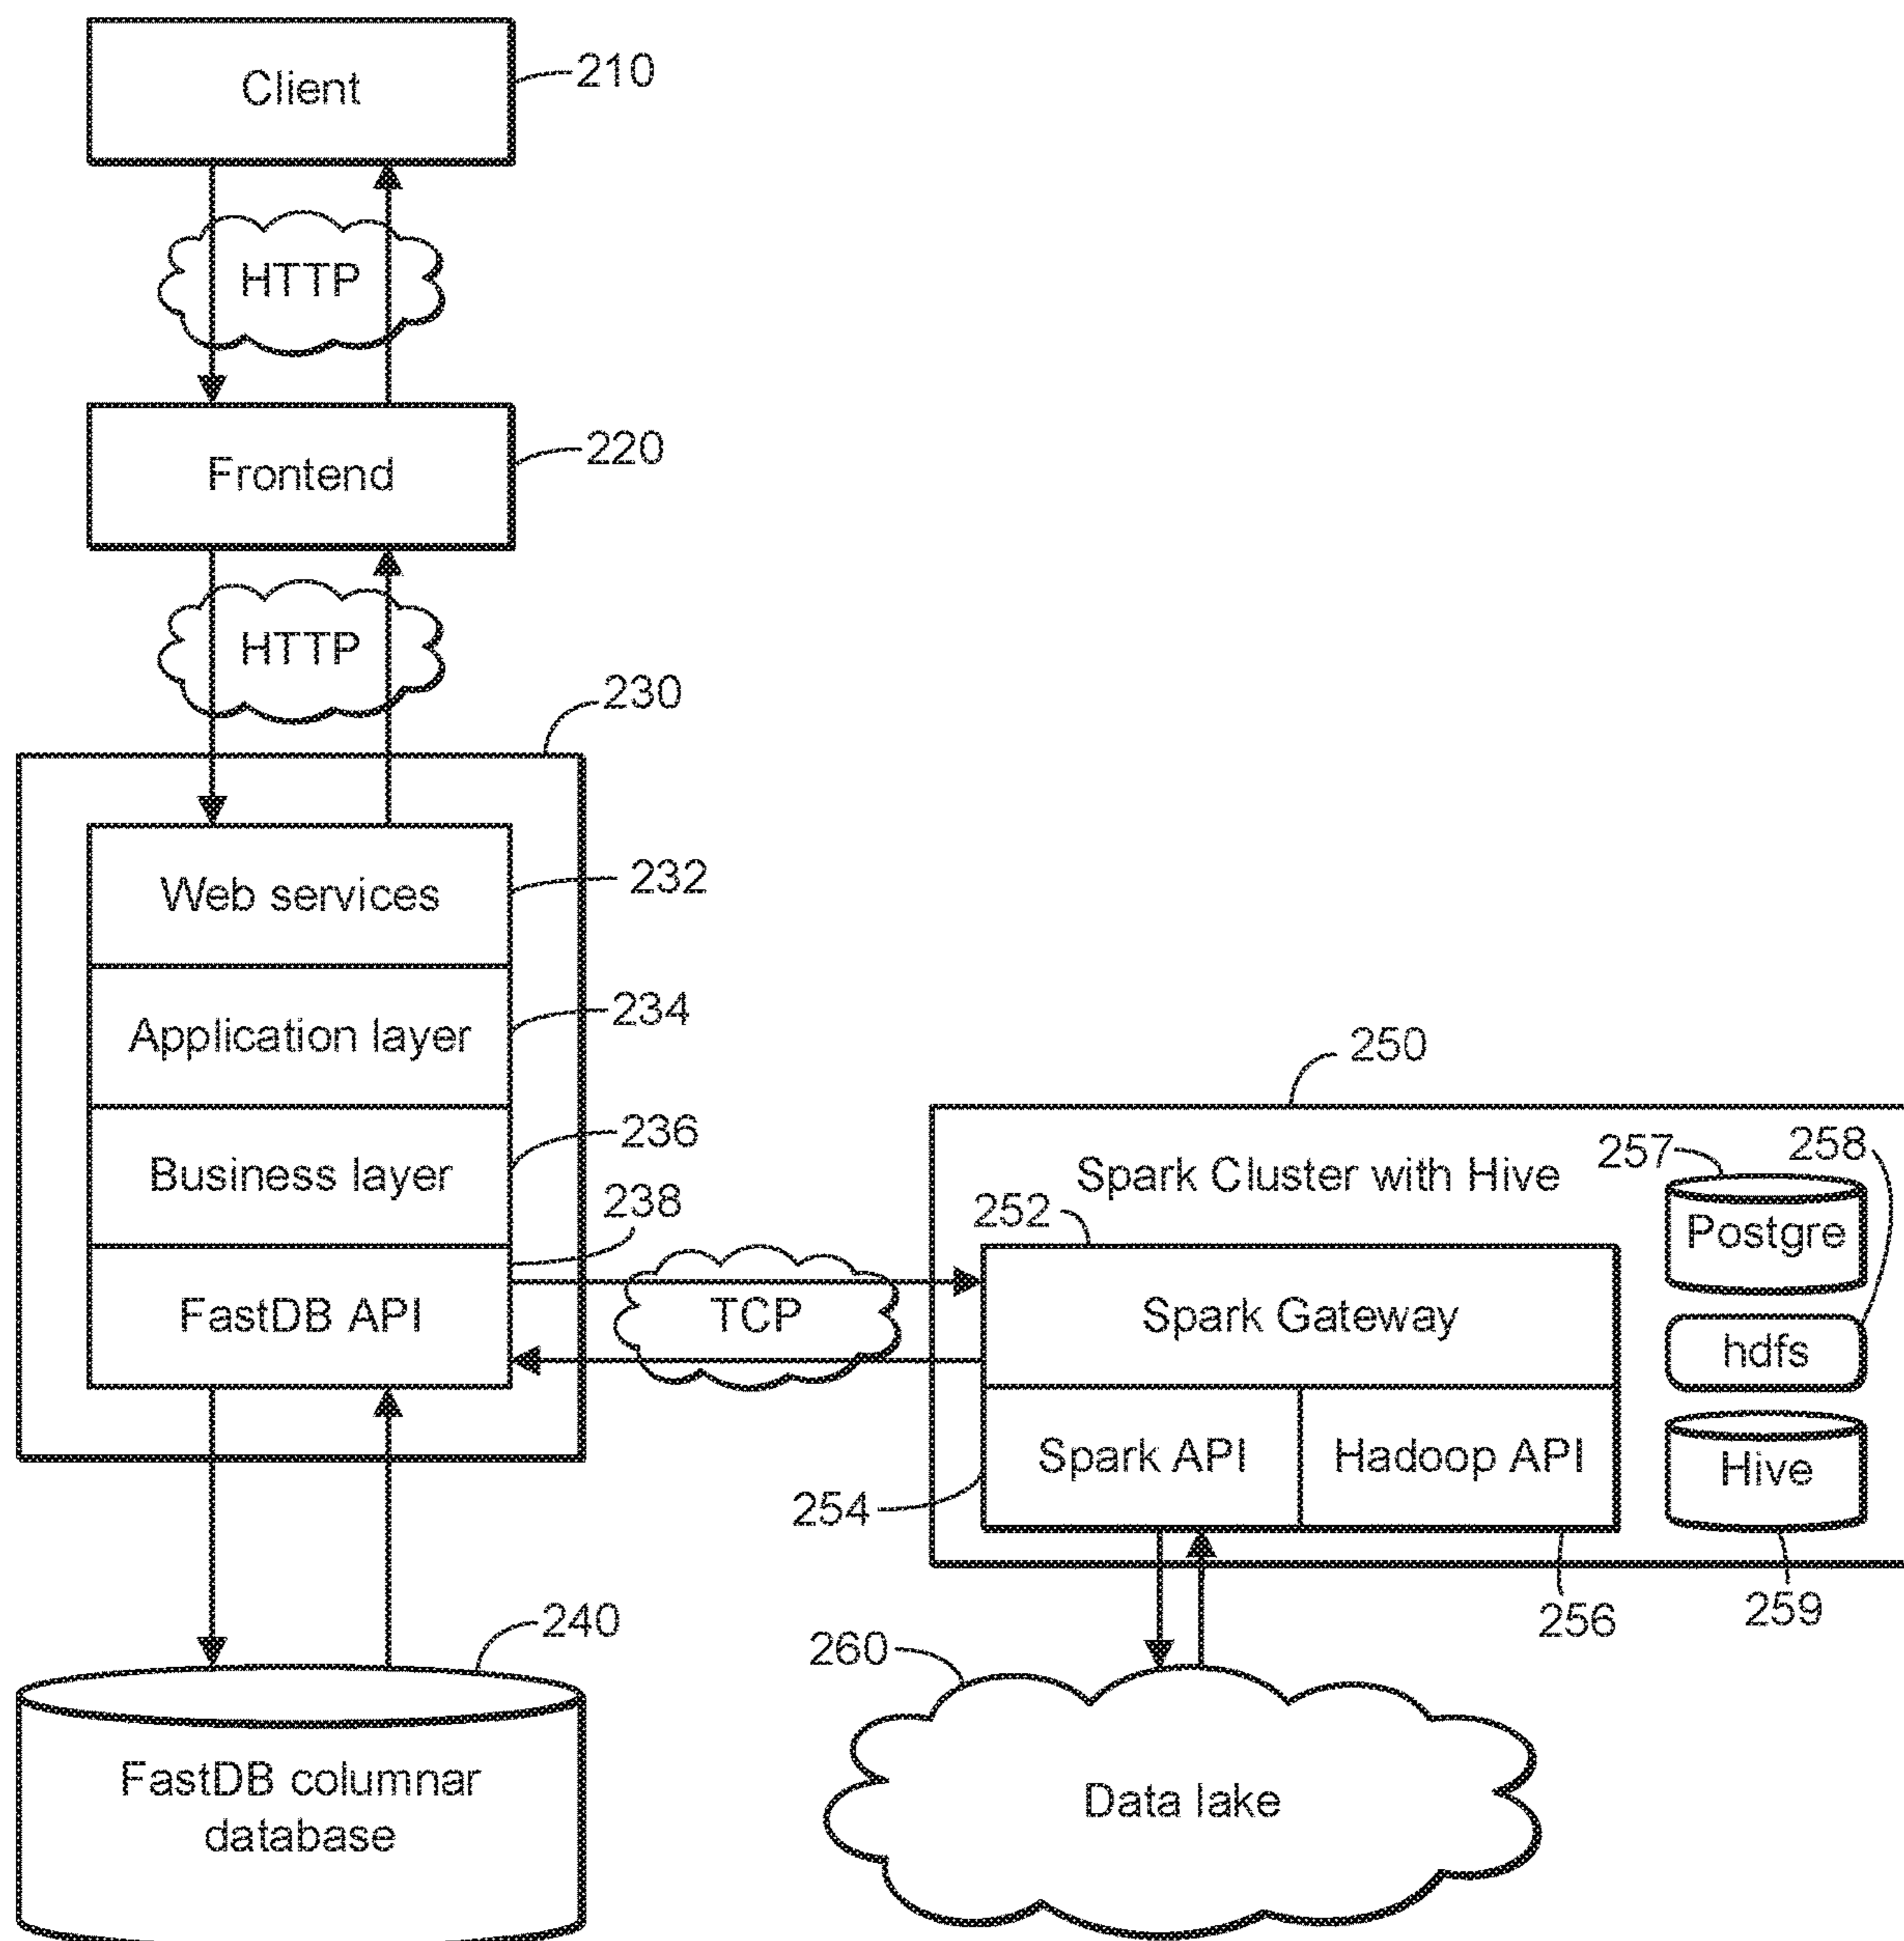 Client
210
HTTP
Frontend
220
HTTP
230
Web services
232
Application layer
234
Business layer
236
238
FastDB API
TCP
250
Spark Cluster with Hive
252
Spark Gateway
Spark API
Hadoop API
254
256
257
Postgre
258
hdfs
Hive
259
240
FastDB columnar
database
260
Data lake